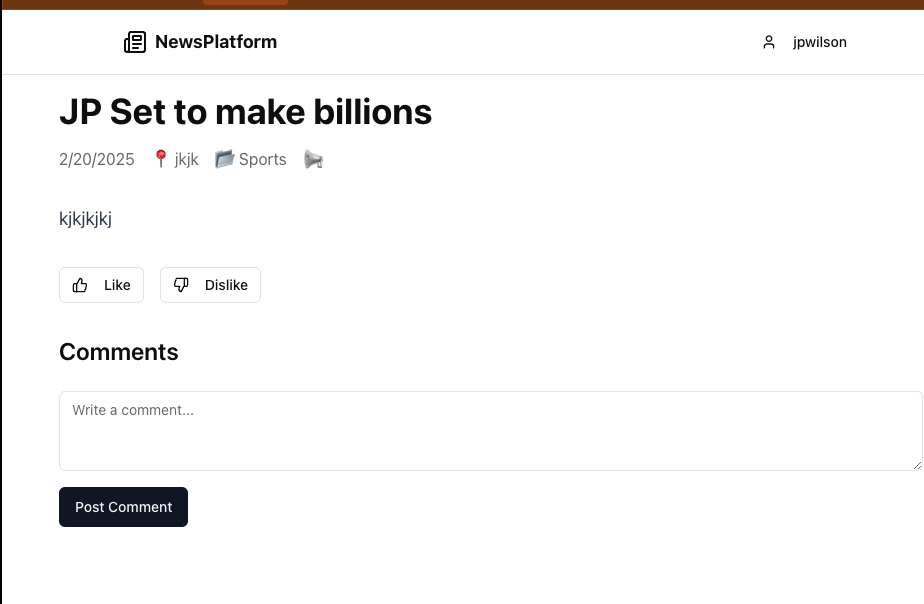 NewsPlatform
jpwilson
JP Set to make billions
2/20/2025 jkjk Sports
kjkjkjkj
Like Dislike
Comments
Write a comment...
Post Comment